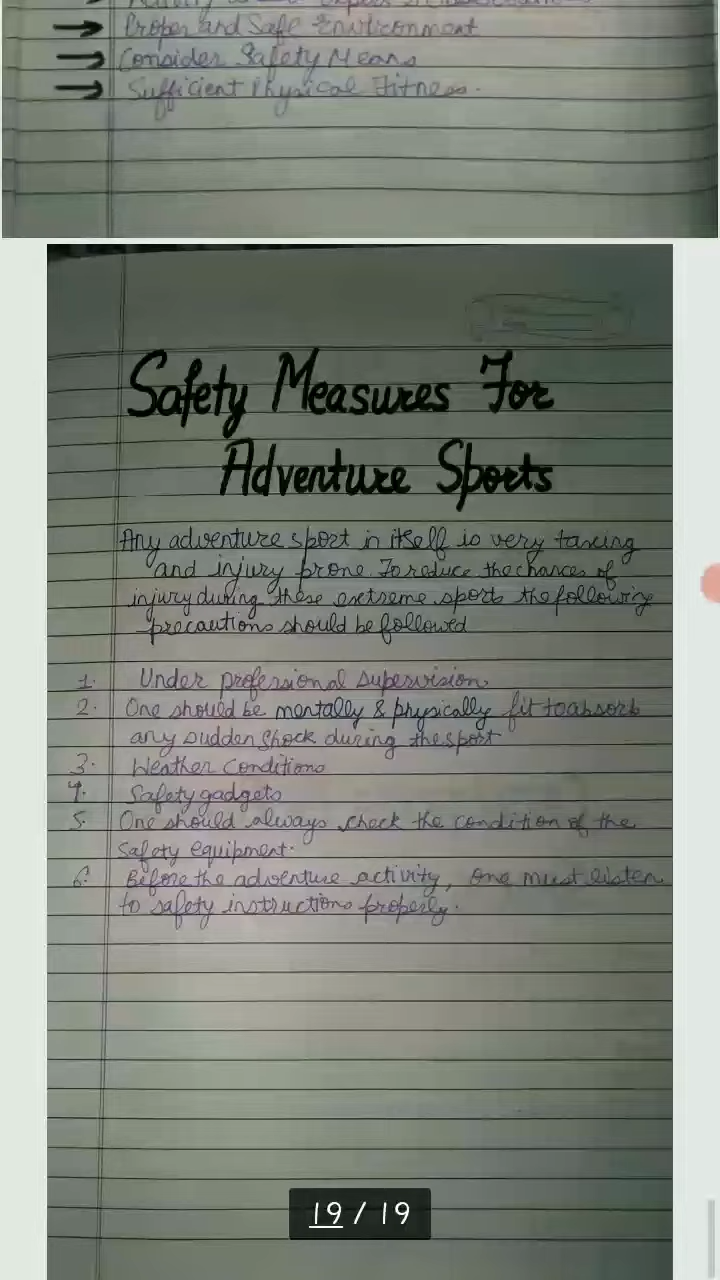 → Proper and Safe Environment
→ Consider Safety Means
→ Sufficient Physical Fitness.
Safety Measures For
Adventure Sports
Any adventure sport in itself is very taxing
and injury prone. To reduce the chances of
injury during these extreme sports the following
precautions should be followed
1. Under professional supervision.
2. One should be mentally & physically fit to absorb
any sudden shock during the sport
3. Weather Conditions
4. Safety gadgets
5. One should always check the condition of the
Safety equipment.
6. Before the adventure activity, one must listen
to safety instructions properly.
19 / 19